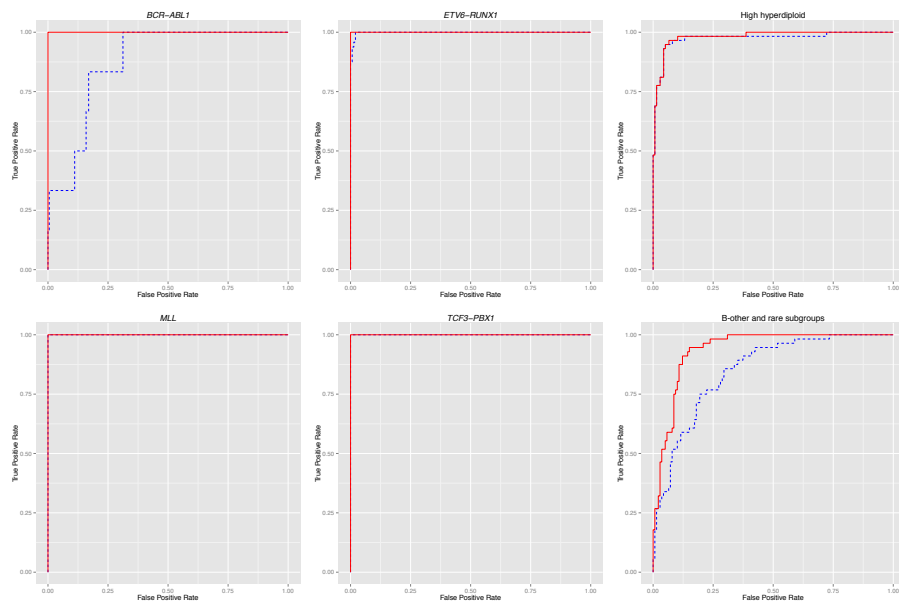 BCR−ABL1
1.00
0.75
0.50
0.25
0.00
True Positive Rate
0.00 0.25 0.50 0.75 1.00
False Positive Rate
ETV6−RUNX1
1.00
0.75
0.50
0.25
0.00
True Positive Rate
0.00 0.25 0.50 0.75 1.00
False Positive Rate
High hyperdiploid
1.00
0.75
0.50
0.25
0.00
True Positive Rate
0.00 0.25 0.50 0.75 1.00
False Positive Rate
MLL
1.00
0.75
0.50
0.25
0.00
True Positive Rate
0.00 0.25 0.50 0.75 1.00
False Positive Rate
TCF3−PBX1
1.00
0.75
0.50
0.25
0.00
True Positive Rate
0.00 0.25 0.50 0.75 1.00
False Positive Rate
B-other and rare subgroups
1.00
0.75
0.50
0.25
0.00
True Positive Rate
0.00 0.25 0.50 0.75 1.00
False Positive Rate